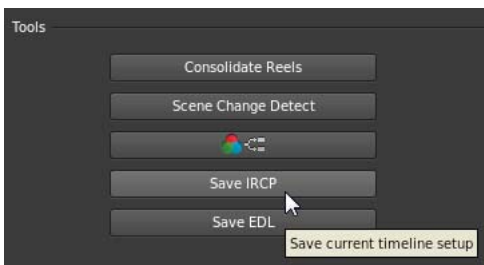 Tools
Consolidate Reels
Scene Change Detect
Save IRCP
Save EDL
Save current timeline setup